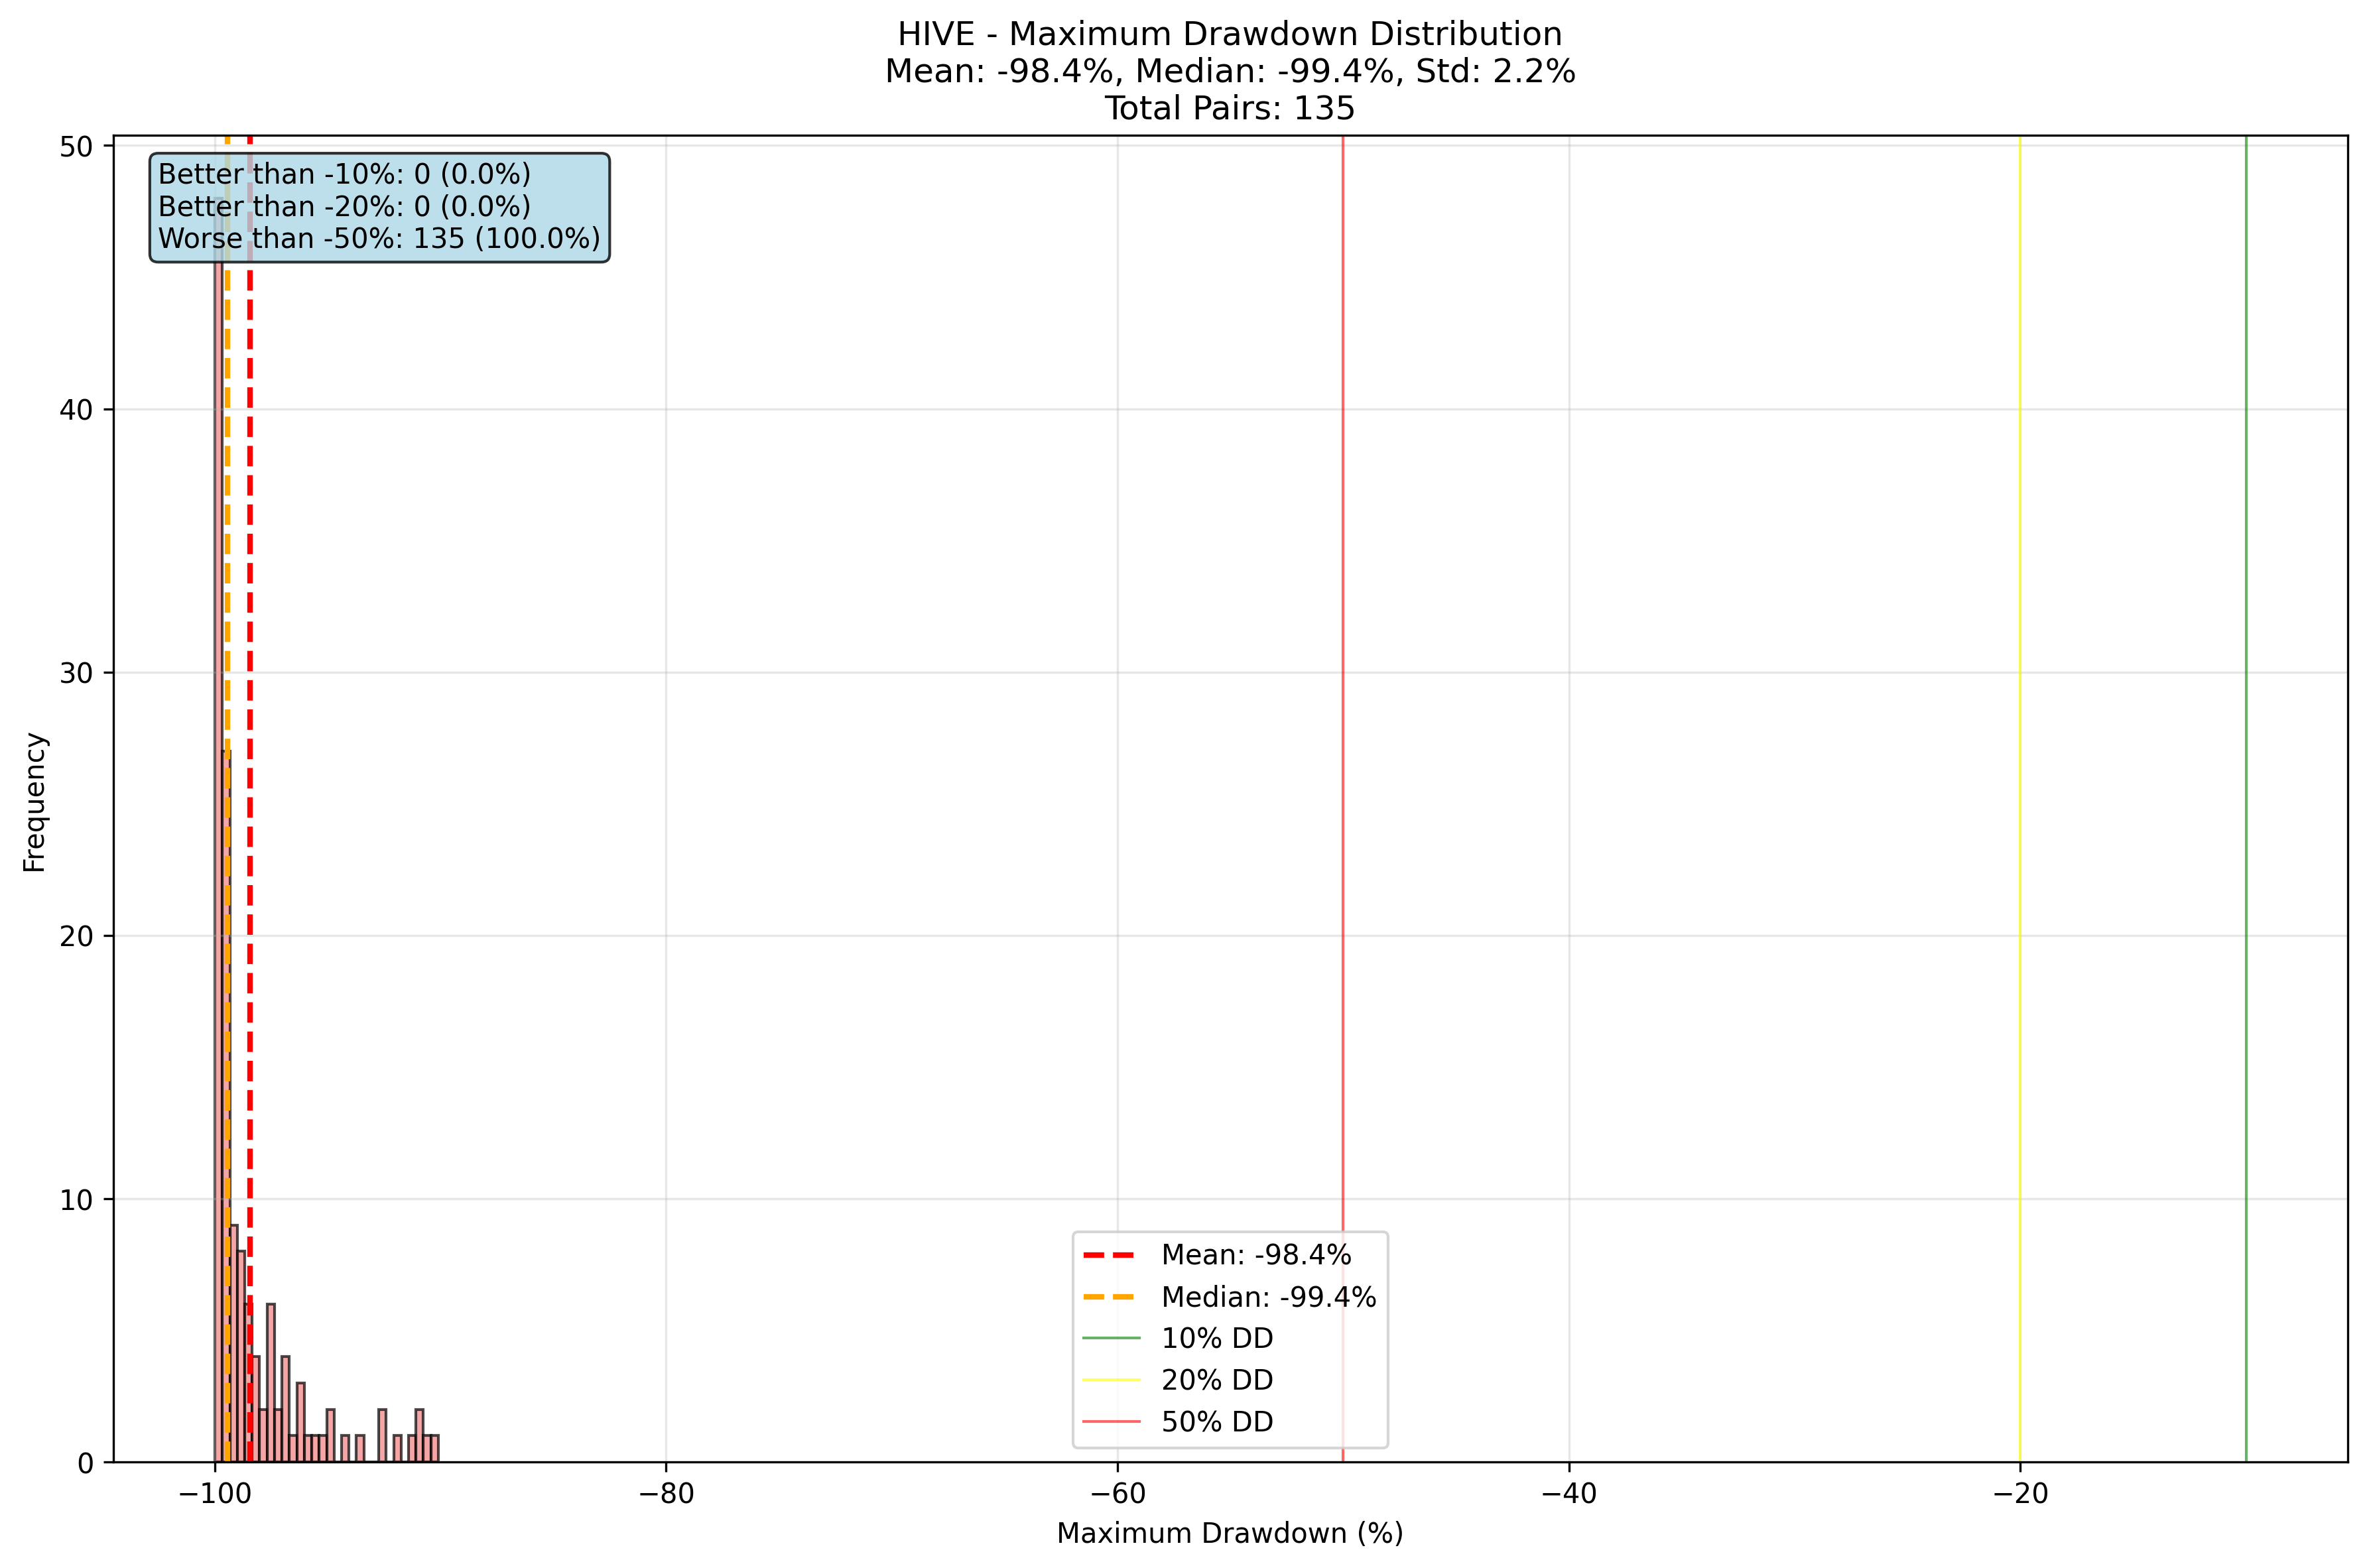 HIVE - Maximum Drawdown Distribution
Mean: -98.4%, Median: -99.4%, Std: 2.2%
Total Pairs: 135
50
40
30
20
10
0
Frequency
Better than -10%: 0 (0.0%)
Better than -20%: 0 (0.0%)
Worse than -50%: 135 (100.0%)
Mean: -98.4%
Median: -99.4%
10% DD
20% DD
50% DD
−100
−80
−60
−40
−20
Maximum Drawdown (%)